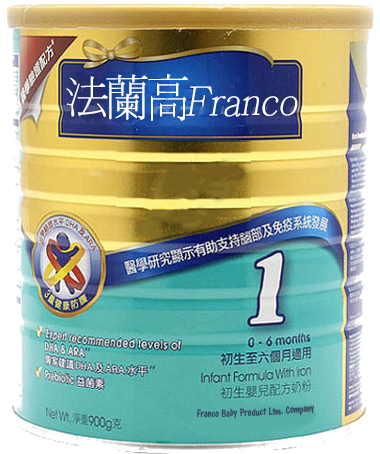 法蘭高Franco
醫學研究顯示有助支持腦部及免疫系統發展
1
0 - 6 months
初生至六個月適用
Infant Formula With Iron
初生嬰兒配方奶粉
Expert recommended levels of
DHA & ARA
專家建議DHA及ARA水平
Prebiotic 益菌素
Net Wt. 淨重900g克
Franco Baby Product Lim. Company